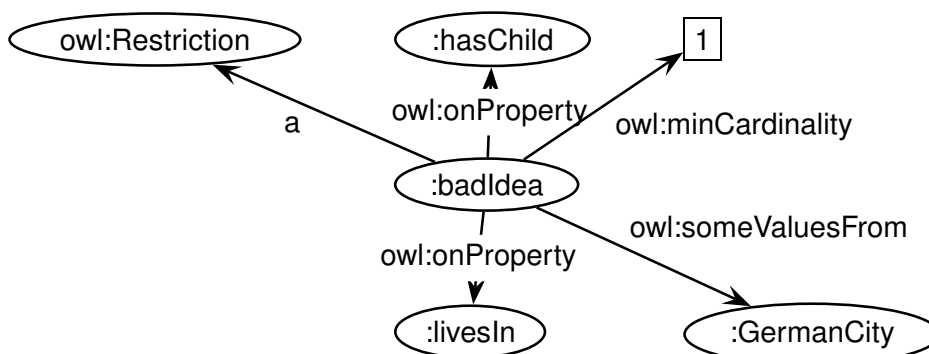 owl:Restriction
:hasChild
1
owl:onProperty
a
owl:minCardinality
:badIdea
owl:someValuesFrom
owl:onProperty
:livesIn
:GermanCity